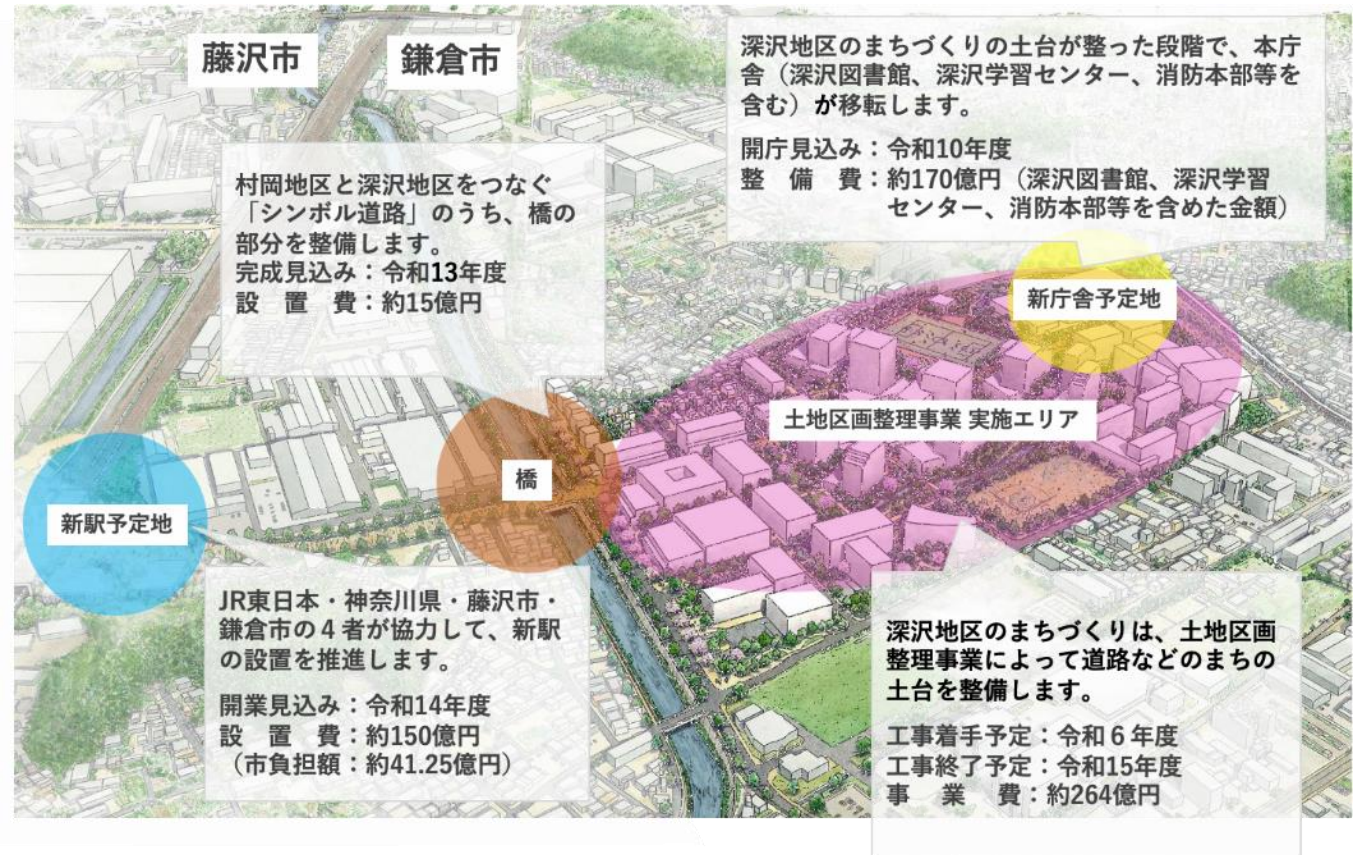 藤沢市
鎌倉市
深沢地区のまちづくりの土台が整った段階で、本庁
舎（深沢図書館、深沢学習センター、消防本部等を
含む）が移転します。
開庁見込み：令和10年度
整　備　費：約170億円（深沢図書館、深沢学習
センター、消防本部等を含めた金額）
村岡地区と深沢地区をつなぐ
「シンボル道路」のうち、橋の
部分を整備します。
完成見込み：令和13年度
設　置　費：約15億円
新庁舎予定地
土地区画整理事業 実施エリア
橋
新駅予定地
JR東日本・神奈川県・藤沢市・
鎌倉市の４者が協力して、新駅
の設置を推進します。
開業見込み：令和14年度
設　置　費：約150億円
（市負担額：約41.25億円）
深沢地区のまちづくりは、土地区画
整理事業によって道路などのまちの
土台を整備します。
工事着手予定：令和６年度
工事終了予定：令和15年度
事　業　費：約264億円